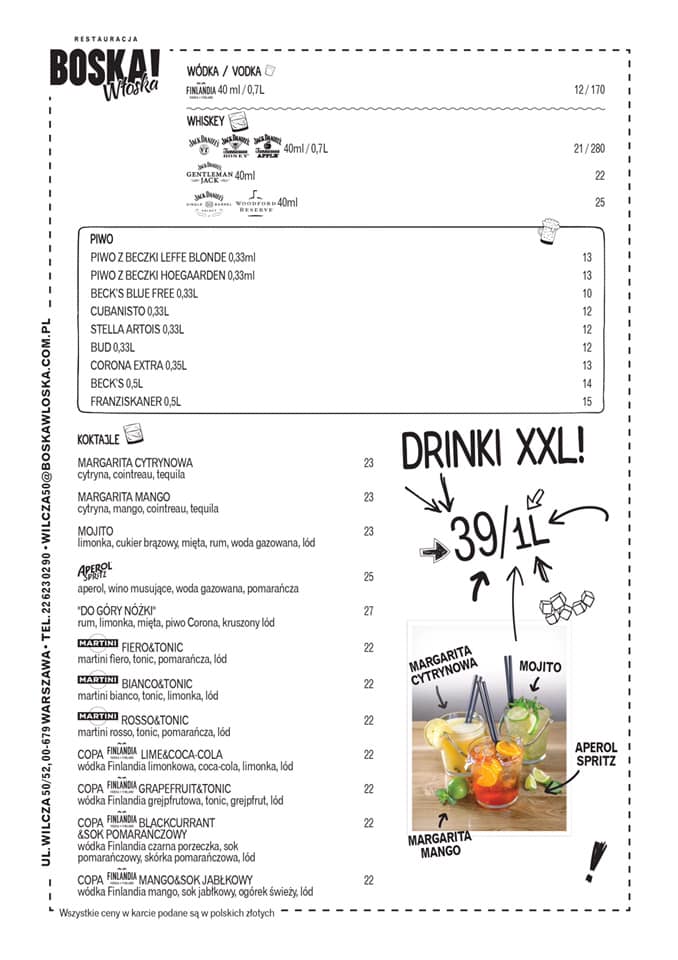 RESTAURACJA
BOSKA!
Włoska
WÓDKA / VODKA
FINLANDIA 40 ml / 0,7L 12 / 170
WHISKEY
JACK DANIEL'S JACK DANIEL'S HONEY JACK DANIEL'S APPLE 40ml / 0,7L 21 / 280
JACK DANIEL'S GENTLEMAN JACK 40ml 22
JACK DANIEL'S SINGLE BARREL SELECT WOODFORD RESERVE 40ml 25
PIWO
PIWO Z BECZKI LEFFE BLONDE 0,33ml 13
PIWO Z BECZKI HOEGAARDEN 0,33ml 13
BECK'S BLUE FREE 0,33L 10
CUBANISTO 0,33L 12
STELLA ARTOIS 0,33L 12
BUD 0,33L 12
CORONA EXTRA 0,35L 13
BECK'S 0,5L 14
FRANZISKANER 0,5L 15
KOKTAJLE
MARGARITA CYTRYNOWA 23
cytryna, cointreau, tequila
MARGARITA MANGO 23
cytryna, mango, cointreau, tequila
MOJITO 23
limonka, cukier brązowy, mięta, rum, woda gazowana, lód
APEROL SPRITZ 25
aperol, wino musujące, woda gazowana, pomarańcza
"DO GÓRY NÓŻKI" 27
rum, limonka, mięta, piwo Corona, kruszony lód
MARTINI FIERO&TONIC 22
martini fiero, tonic, pomarańcza, lód
MARTINI BIANCO&TONIC 22
martini bianco, tonic, limonka, lód
MARTINI ROSSO&TONIC 22
martini rosso, tonic, pomarańcza, lód
COPA FINLANDIA LIME&COCA-COLA 22
wódka Finlandia limonkowa, coca-cola, limonka, lód
COPA FINLANDIA GRAPEFRUIT&TONIC 22
wódka Finlandia grejpfrutowa, tonic, grejpfrut, lód
COPA FINLANDIA BLACKCURRANT 22
&SOK POMARAŃCZOWY
wódka Finlandia czarna porzeczka, sok
pomarańczowy, skórka pomarańczowa, lód
COPA FINLANDIA MANGO&SOK JABŁKOWY 22
wódka Finlandia mango, sok jabłkowy, ogórek świeży, lód
DRINKI XXL!
39/1L
MARGARITA
CYTRYNOWA
MOJITO
APEROL
SPRITZ
MARGARITA
MANGO
!
Wszystkie ceny w karcie podane są w polskich złotych
UL. WILCZA 50/52, 00-679 WARSZAWA • TEL. 22 623 02 90 • WILCZA50@BOSKAWLOSKA.COM.PL